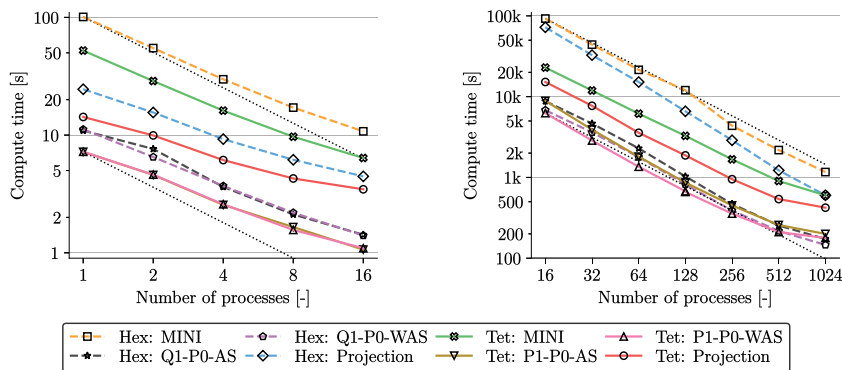 100
50
20
10
5
2
1
Compute time [s]
1 2 4 8 16
Number of processes [-]
100k
50k
20k
10k
5k
2k
1k
500
200
100
Compute time [s]
16 32 64 128 256 512 1024
Number of processes [-]
Hex: MINI Hex: Q1-P0-WAS Tet: MINI Tet: P1-P0-WAS
Hex: Q1-P0-AS Hex: Projection Tet: P1-P0-AS Tet: Projection